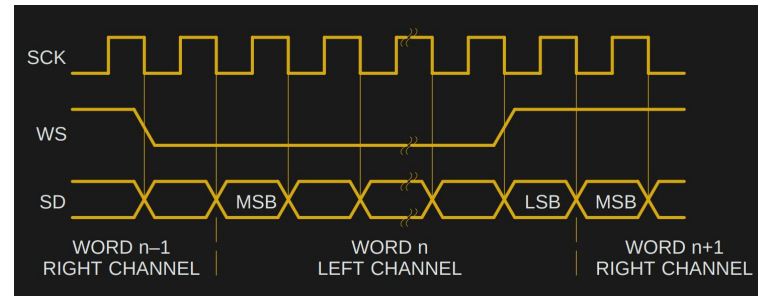 SCK
WS
SD
MSB
LSB
MSB
WORD n–1
RIGHT CHANNEL
WORD n
LEFT CHANNEL
WORD n+1
RIGHT CHANNEL